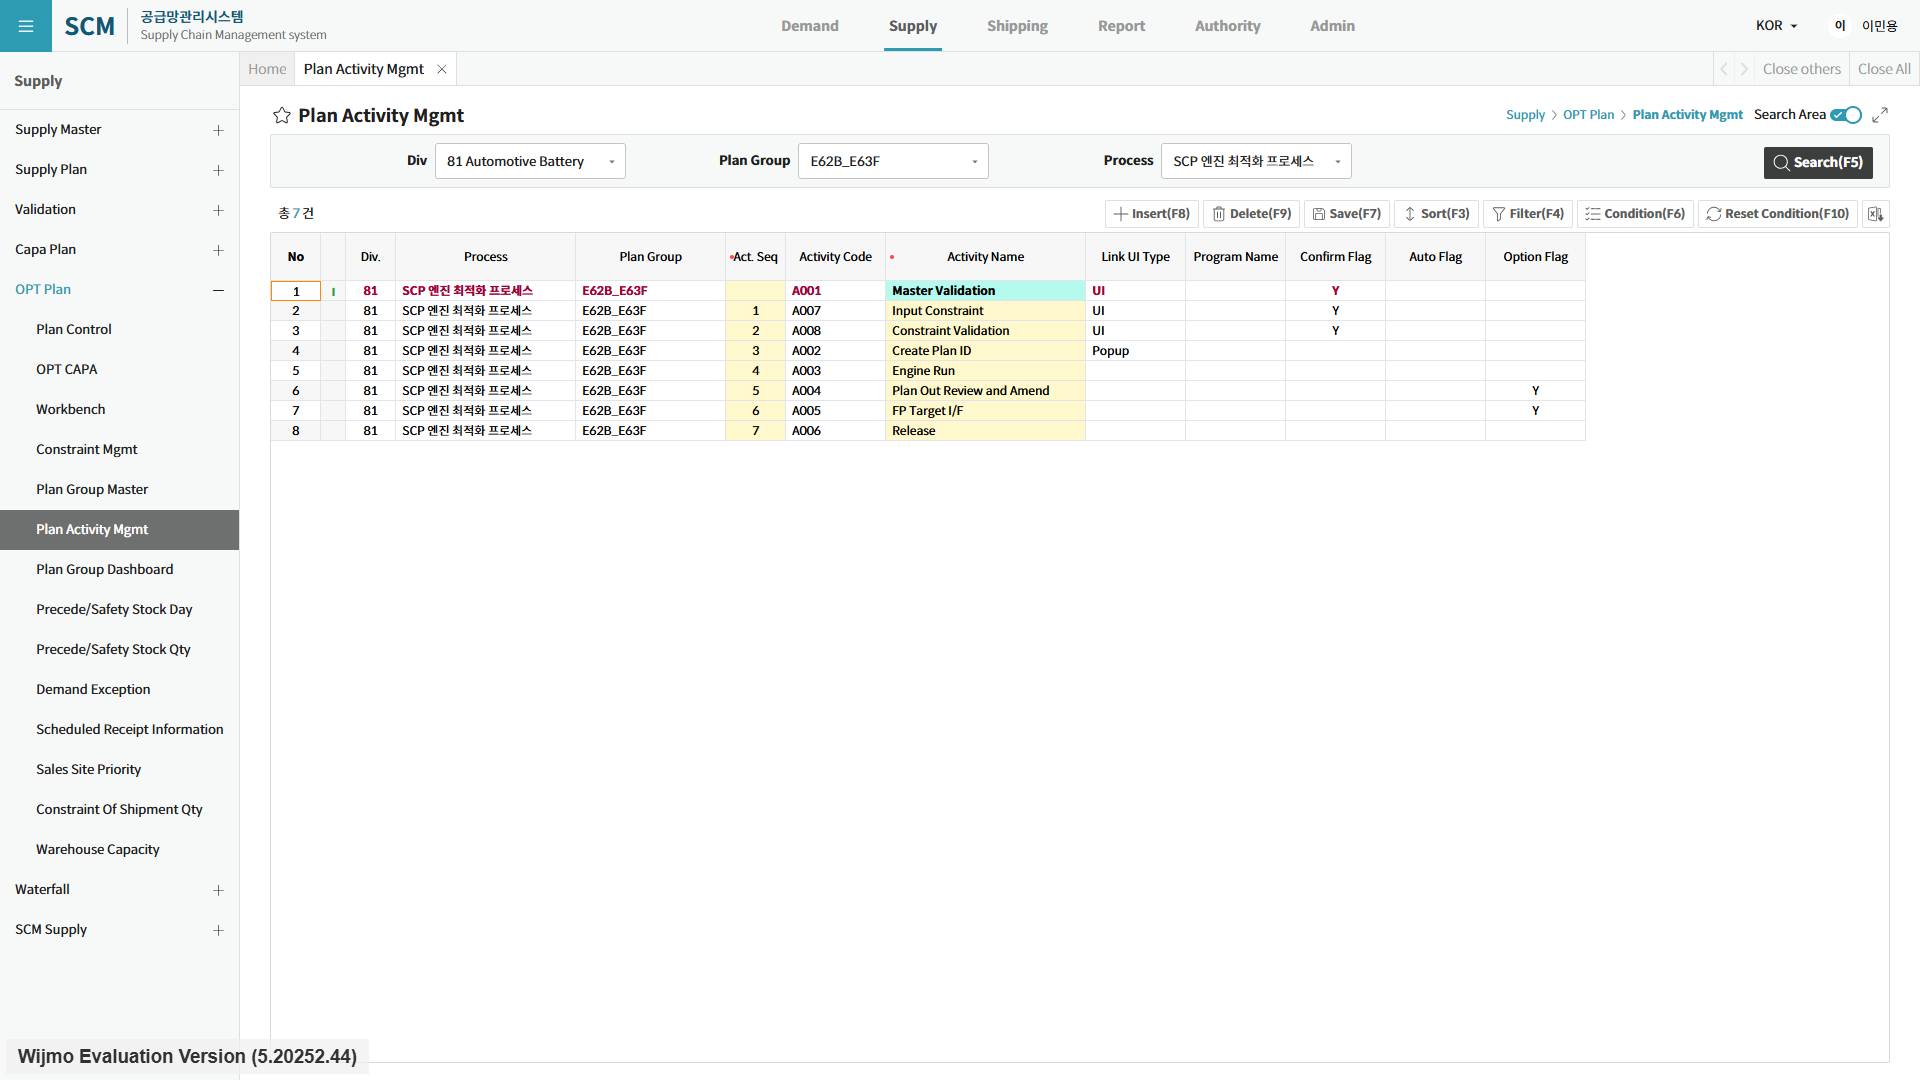 SCM
공급망관리시스템
Supply Chain Management system
Demand
Supply
Shipping
Report
Authority
Admin
KOR
이
이민용
Supply
Home
Plan Activity Mgmt
Close others
Close All
Supply Master
Supply Plan
Validation
Capa Plan
OPT Plan
Plan Control
OPT CAPA
Workbench
Constraint Mgmt
Plan Group Master
Plan Activity Mgmt
Plan Group Dashboard
Precede/Safety Stock Day
Precede/Safety Stock Qty
Demand Exception
Scheduled Receipt Information
Sales Site Priority
Constraint Of Shipment Qty
Warehouse Capacity
Waterfall
SCM Supply
Plan Activity Mgmt
Supply > OPT Plan > Plan Activity Mgmt
Search Area
Div 81 Automotive Battery
Plan Group E62B_E63F
Process SCP 엔진 최적화 프로세스
Search(F5)
총 7 건
Insert(F8) Delete(F9) Save(F7) Sort(F3) Filter(F4) Condition(F6) Reset Condition(F10)
No Div. Process Plan Group Act. Seq Activity Code Activity Name Link UI Type Program Name Confirm Flag Auto Flag Option Flag
1 I 81 SCP 엔진 최적화 프로세스 E62B_E63F A001 Master Validation UI Y
2 81 SCP 엔진 최적화 프로세스 E62B_E63F 1 A007 Input Constraint UI Y
3 81 SCP 엔진 최적화 프로세스 E62B_E63F 2 A008 Constraint Validation UI Y
4 81 SCP 엔진 최적화 프로세스 E62B_E63F 3 A002 Create Plan ID Popup
5 81 SCP 엔진 최적화 프로세스 E62B_E63F 4 A003 Engine Run
6 81 SCP 엔진 최적화 프로세스 E62B_E63F 5 A004 Plan Out Review and Amend Y
7 81 SCP 엔진 최적화 프로세스 E62B_E63F 6 A005 FP Target I/F Y
8 81 SCP 엔진 최적화 프로세스 E62B_E63F 7 A006 Release
Wijmo Evaluation Version (5.20252.44)